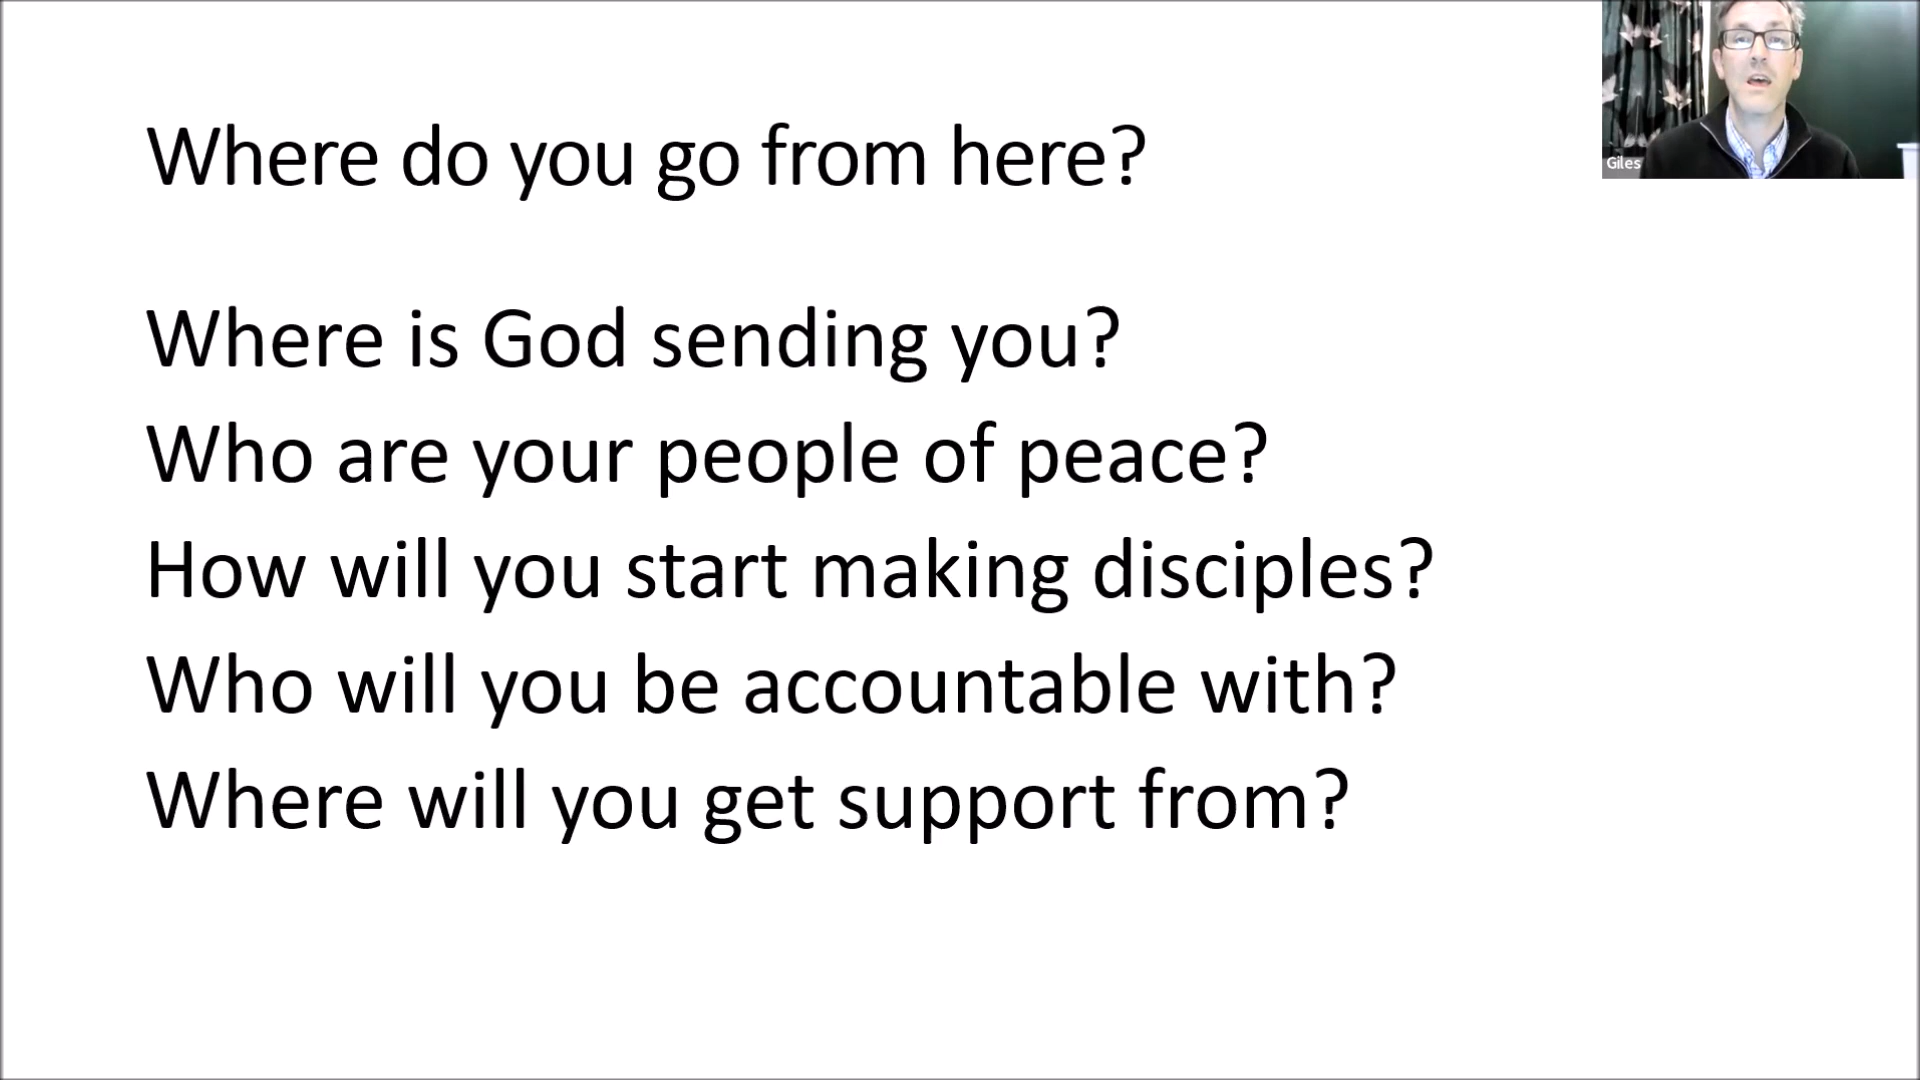 Where do you go from here?
Giles
Where is God sending you?
Who are your people of peace?
How will you start making disciples?
Who will you be accountable with?
Where will you get support from?